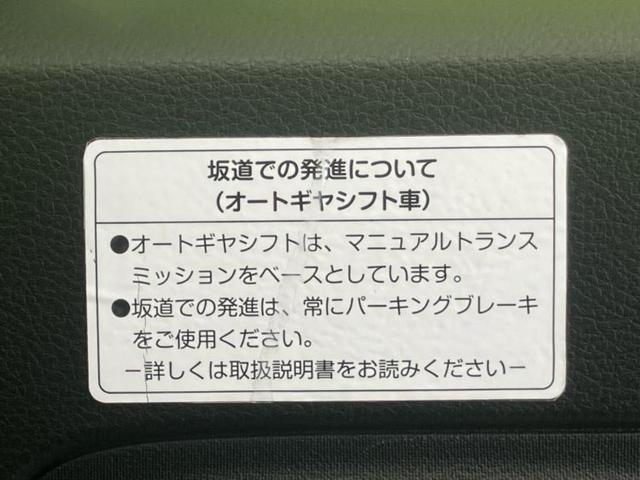 坂道での発進について
(オートギヤシフト車)
●オートギヤシフトは、マニュアルトランス
ミッションをベースとしています。
●坂道での発進は、常にパーキングブレーキ
をご使用ください。
－詳しくは取扱説明書をお読みください－